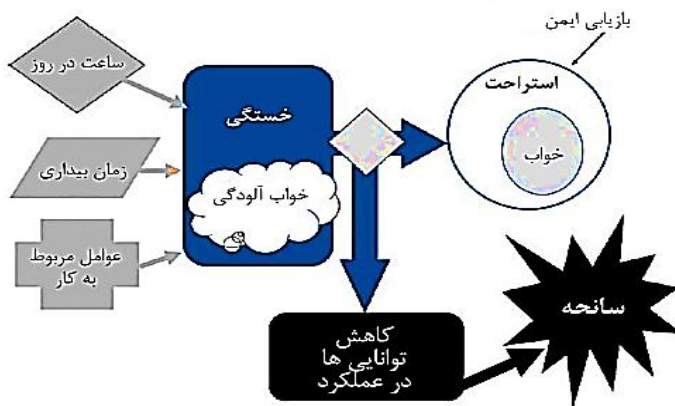 بازیابی ایمن
ساعت در روز
استراحت
خستگی
خواب
زمان بیداری
خواب آلودگی
عوامل مربوط
به کار
سانحه
کاهش
توانایی ها
در عملکرد